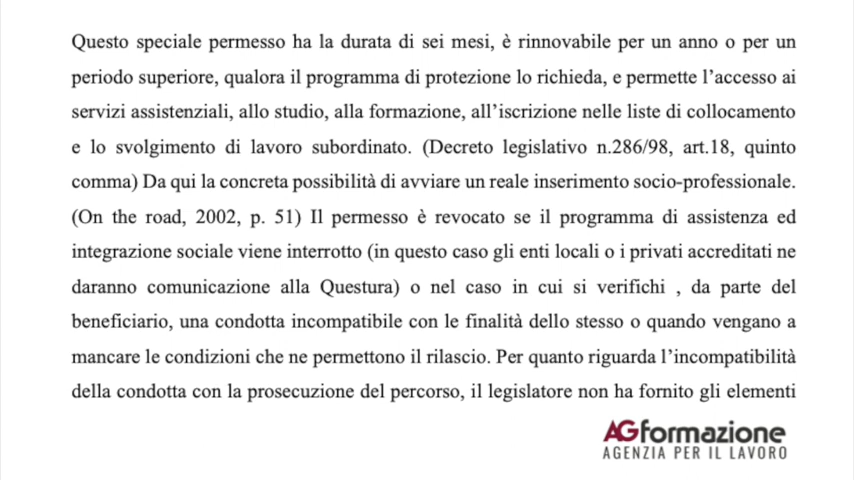 Questo speciale permesso ha la durata di sei mesi, è rinnovabile per un anno o per un
periodo superiore, qualora il programma di protezione lo richieda, e permette l’accesso ai
servizi assistenziali, allo studio, alla formazione, all’iscrizione nelle liste di collocamento
e lo svolgimento di lavoro subordinato. (Decreto legislativo n.286/98, art.18, quinto
comma) Da qui la concreta possibilità di avviare un reale inserimento socio-professionale.
(On the road, 2002, p. 51) Il permesso è revocato se il programma di assistenza ed
integrazione sociale viene interrotto (in questo caso gli enti locali o i privati accreditati ne
daranno comunicazione alla Questura) o nel caso in cui si verifichi , da parte del
beneficiario, una condotta incompatibile con le finalità dello stesso o quando vengano a
mancare le condizioni che ne permettono il rilascio. Per quanto riguarda l’incompatibilità
della condotta con la prosecuzione del percorso, il legislatore non ha fornito gli elementi
AGformazione
AGENZIA PER IL LAVORO